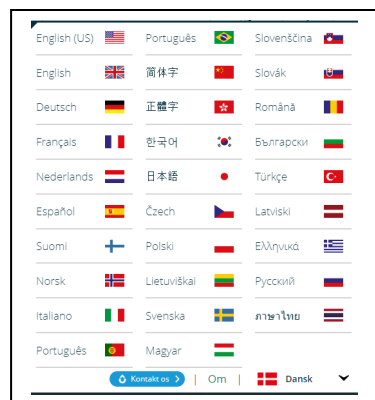 English (US) Português Slovenščina
English 简体字 Slovák
Deutsch 正體字 Română
Français 한국어 Български
Nederlands 日本語 Türkçe
Español Čzech Latviski
Suomi Polski Ελληνικά
Norsk Lietuviškai Русский
Italiano Svenska ภาษาไทย
Português Magyar
Kontakt os | Om | Dansk